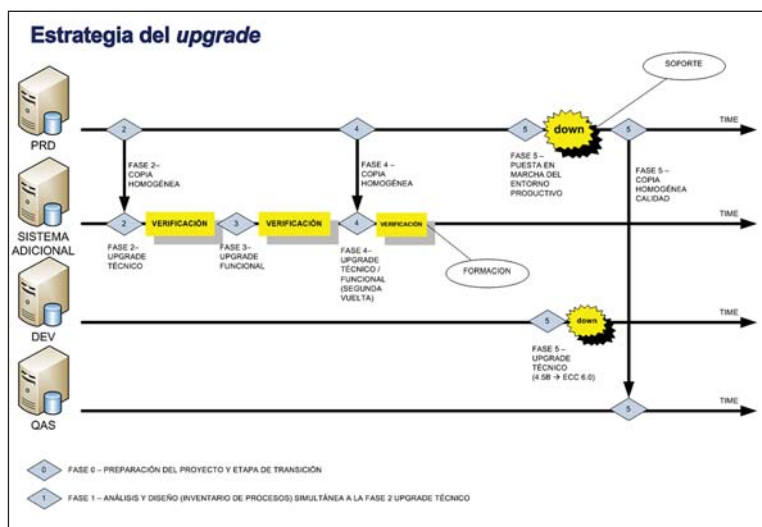 Estrategia del upgrade
SOPORTE
TIME
2
4
5
down
5
PRD
FASE 2–
COPIA
HOMOGÉNEA
FASE 4 –
COPIA
HOMOGÉNEA
FASE 5 –
PUESTA EN
MARCHA DEL
ENTORNO
PRODUCTIVO
FASE 5 –
COPIA
HOMOGÉNEA
CALIDAD
TIME
2
VERIFICACIÓN
3
VERIFICACIÓN
4
VERIFICACIÓN
SISTEMA
ADICIONAL
FASE 2–
UPGRADE
TÉCNICO
FASE 3–
UPGRADE
FUNCIONAL
FASE 4–
UPGRADE
TÉCNICO /
FUNCIONAL
(SEGUNDA
VUELTA)
FORMACION
TIME
5
down
DEV
FASE 5 –
UPGRADE
TÉCNICO
(4.5B → ECC 6.0)
TIME
5
QAS
0
FASE 0 – PREPARACIÓN DEL PROYECTO Y ETAPA DE TRANSICIÓN
1
FASE 1 – ANÁLISIS Y DISEÑO (INVENTARIO DE PROCESOS) SIMULTÁNEA A LA FASE 2 UPGRADE TÉCNICO